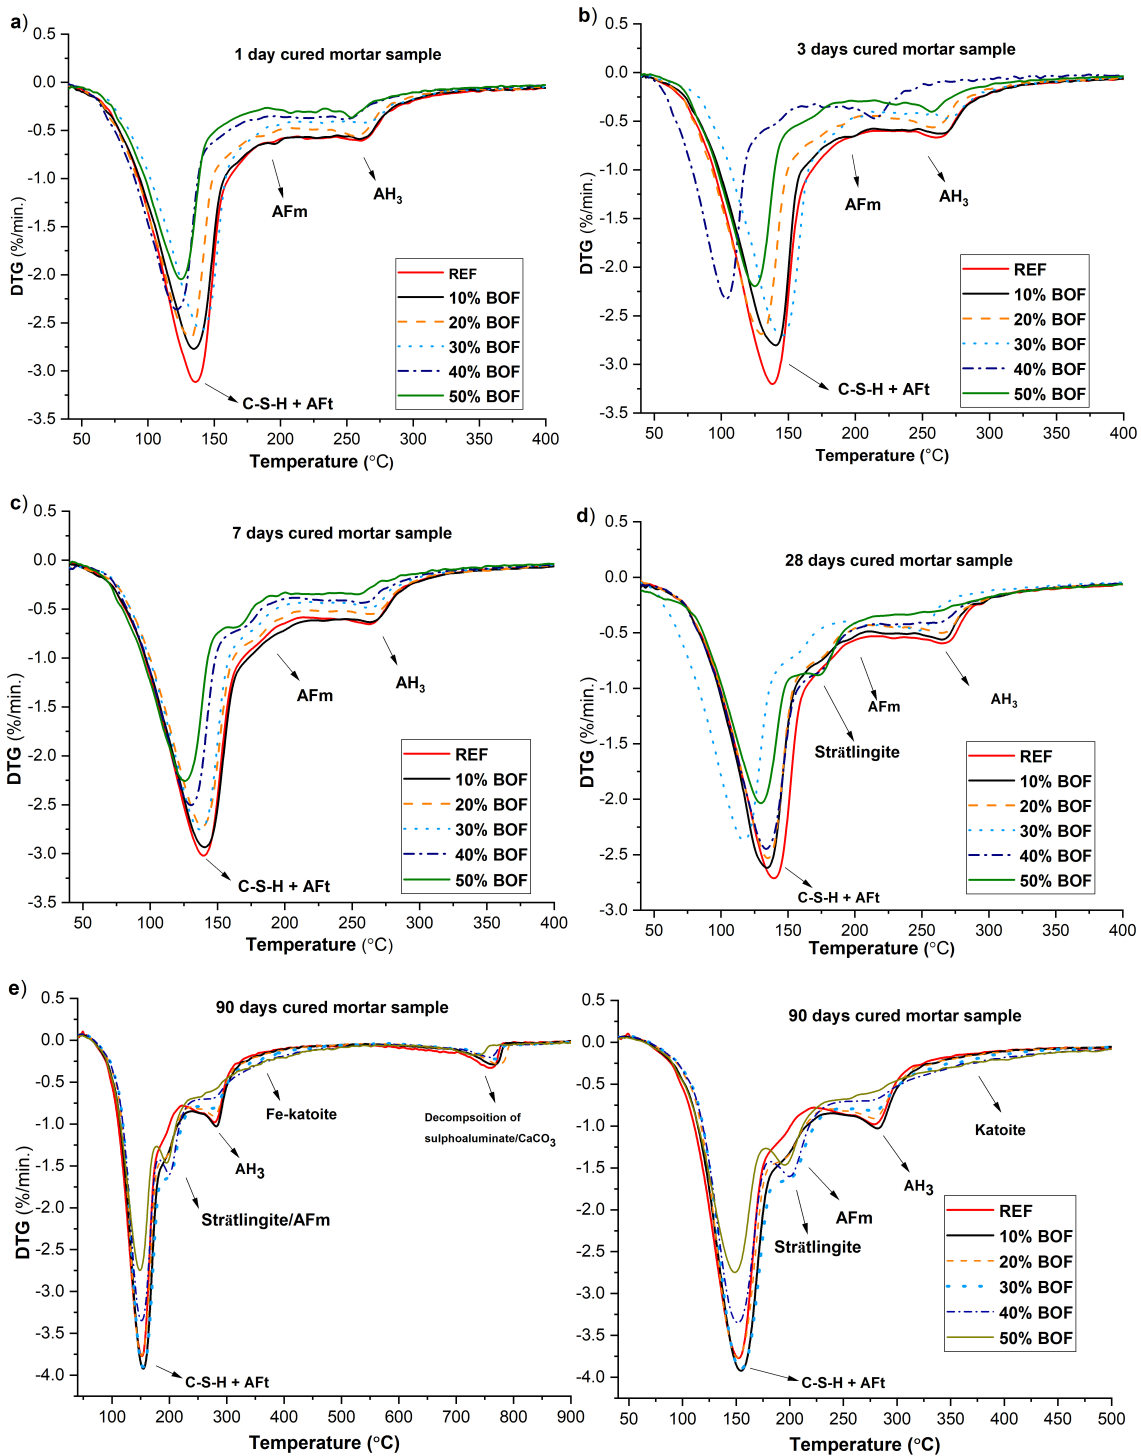 a)
1 day cured mortar sample
0.5
0.0
-0.5
-1.0
-1.5
-2.0
-2.5
-3.0
-3.5
DTG (%/min.)
AFm
AH3
C-S-H + AFt
REF
10% BOF
20% BOF
30% BOF
40% BOF
50% BOF
50 100 150 200 250 300 350 400
Temperature (°C)
b)
3 days cured mortar sample
0.5
0.0
-0.5
-1.0
-1.5
-2.0
-2.5
-3.0
-3.5
DTG (%/min.)
AFm
AH3
C-S-H + AFt
REF
10% BOF
20% BOF
30% BOF
40% BOF
50% BOF
50 100 150 200 250 300 350 400
Temperature (°C)
c)
7 days cured mortar sample
0.5
0.0
-0.5
-1.0
-1.5
-2.0
-2.5
-3.0
-3.5
DTG (%/min.)
AFm
AH3
C-S-H + AFt
REF
10% BOF
20% BOF
30% BOF
40% BOF
50% BOF
50 100 150 200 250 300 350 400
Temperature (°C)
d)
28 days cured mortar sample
0.5
0.0
-0.5
-1.0
-1.5
-2.0
-2.5
-3.0
DTG (%/min.)
AFm
AH3
Strätlingite
C-S-H + AFt
REF
10% BOF
20% BOF
30% BOF
40% BOF
50% BOF
50 100 150 200 250 300 350 400
Temperature (°C)
e)
90 days cured mortar sample
0.5
0.0
-0.5
-1.0
-1.5
-2.0
-2.5
-3.0
-3.5
-4.0
DTG (%/min.)
Fe-katoite
Decompsoition of
sulphoaluminate/CaCO3
AH3
Strätlingite/AFm
C-S-H + AFt
100 200 300 400 500 600 700 800 900
Temperature (°C)
90 days cured mortar sample
0.5
0.0
-0.5
-1.0
-1.5
-2.0
-2.5
-3.0
-3.5
-4.0
DTG (%/min.)
Katoite
AH3
AFm
Strätlingite
C-S-H + AFt
REF
10% BOF
20% BOF
30% BOF
40% BOF
50% BOF
50 100 150 200 250 300 350 400 450 500
Temperature (°C)